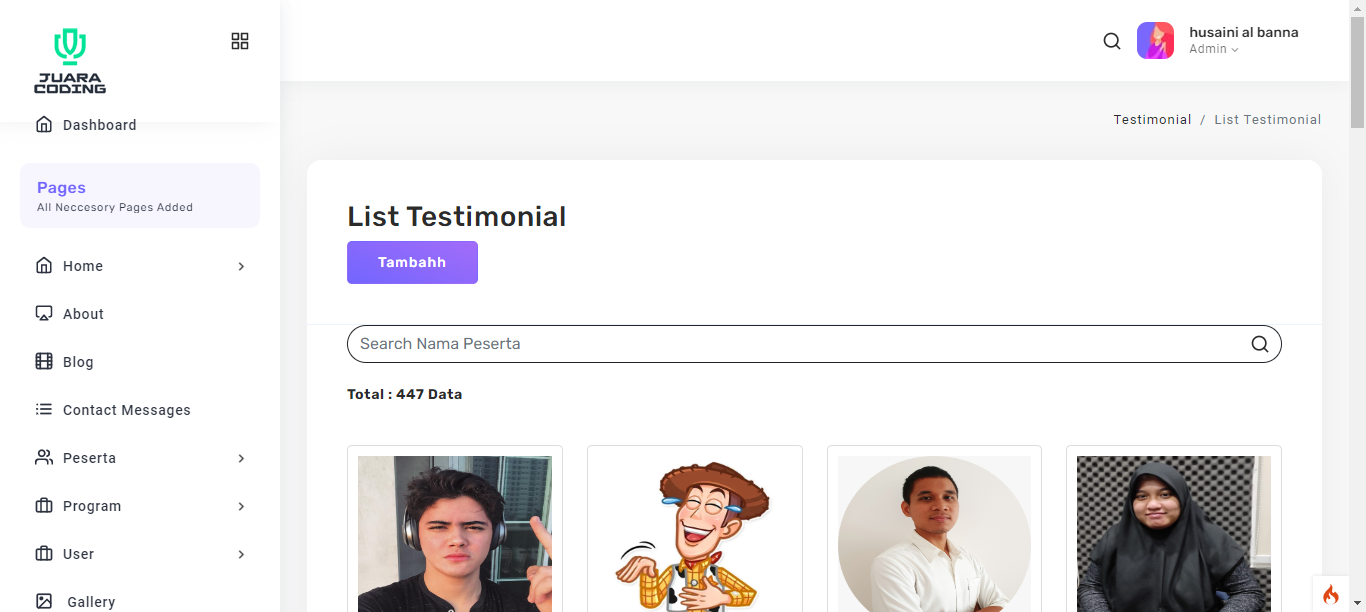 JUARA
CODING
husaini al banna
Admin
Dashboard
Testimonial / List Testimonial
Pages
All Neccesory Pages Added
Home
About
Blog
Contact Messages
Peserta
Program
User
Gallery
List Testimonial
Tambahh
Search Nama Peserta
Total : 447 Data